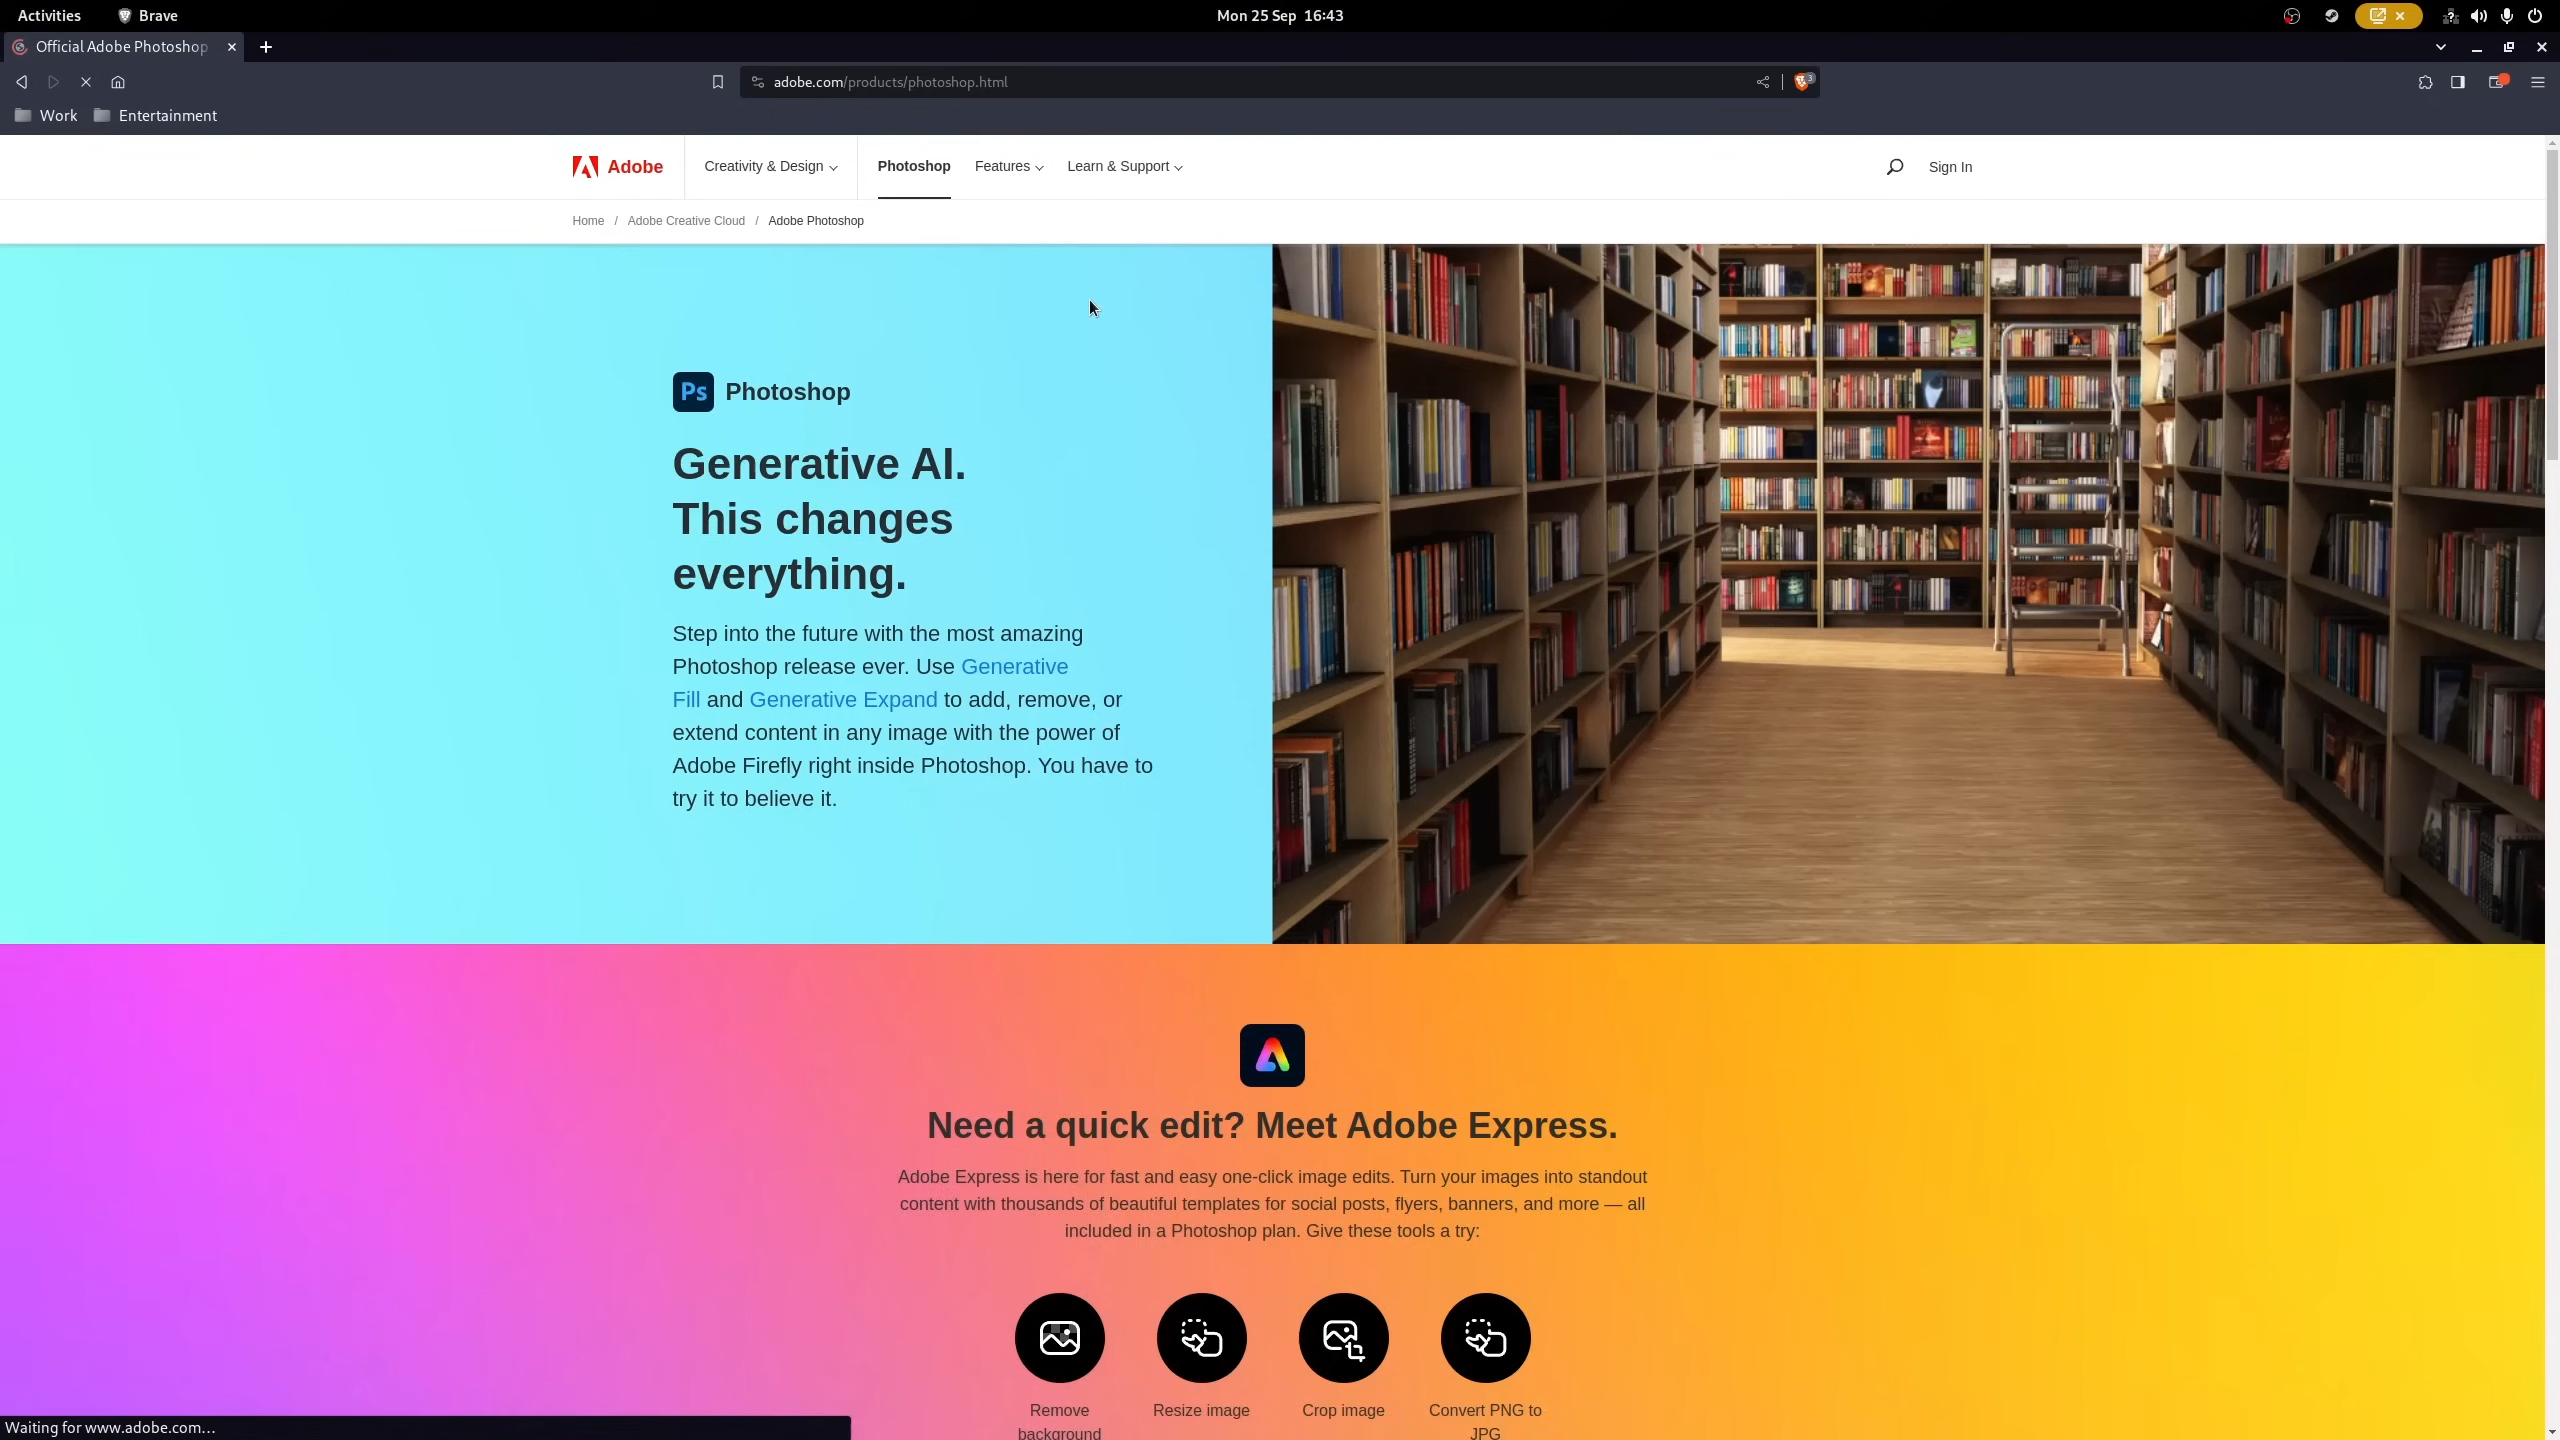 Activities
Brave
Mon 25 Sep 16:43
Official Adobe Photoshop
adobe.com/products/photoshop.html
3
Work
Entertainment
Adobe
Creativity & Design
Photoshop
Features
Learn & Support
Sign In
Home / Adobe Creative Cloud / Adobe Photoshop
Ps Photoshop
Generative AI.
This changes
everything.
Step into the future with the most amazing
Photoshop release ever. Use Generative
Fill and Generative Expand to add, remove, or
extend content in any image with the power of
Adobe Firefly right inside Photoshop. You have to
try it to believe it.
Need a quick edit? Meet Adobe Express.
Adobe Express is here for fast and easy one-click image edits. Turn your images into standout
content with thousands of beautiful templates for social posts, flyers, banners, and more — all
included in a Photoshop plan. Give these tools a try:
Remove
background
Resize image
Crop image
Convert PNG to
JPG
Waiting for www.adobe.com...